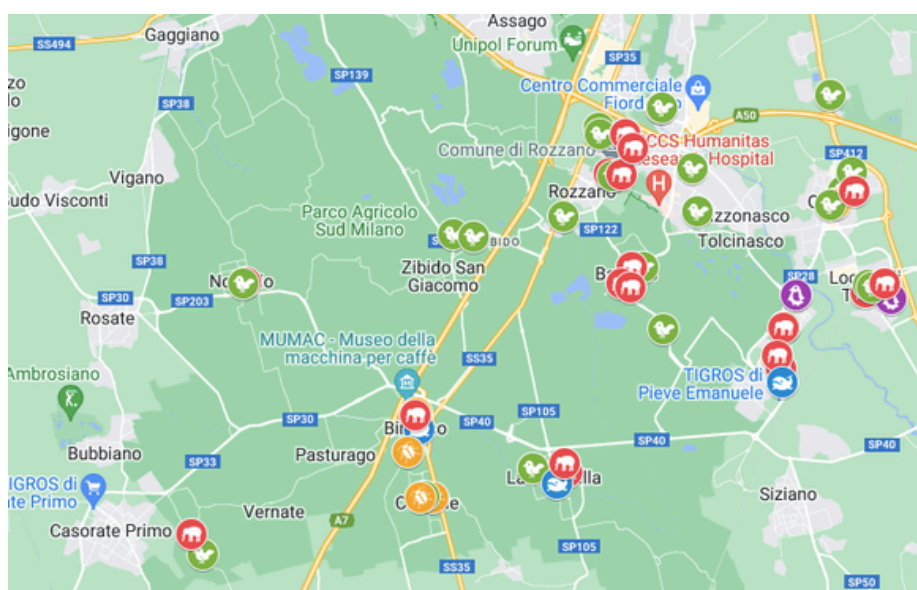 Assago
Gaggiano
SS494
Unipol Forum
SP35
SP139
Centro Commerciale
SP38
A50
Comune di Rozzano
SP412
Vigano
Rozzano
H
Parco Agricolo
Sud Milano
SP122
Tolcinasco
Zibido San
Giacomo
SP38
SP28
SP30
SP203
Rosate
MUMAC - Museo della
macchina per caffè
SS35
TIGROS di
Pieve Emanuele
SP30
SP40
SP105
SP40
SP40
Bubbiano
SP33
Pasturago
Siziano
Vernate
A7
Casorate Primo
SP105
SS35
SP50